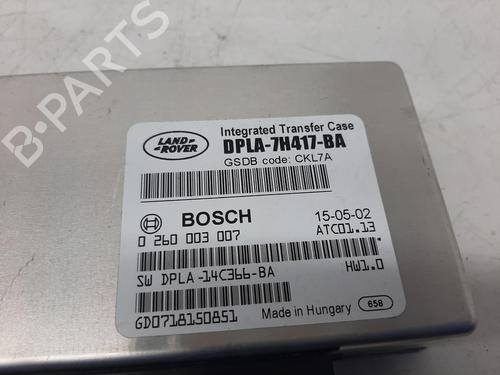 B-PARTS
LAND-
ROVER
Integrated Transfer Case
DPLA-7H417-BA
GSDB code: CKL7A
BOSCH
15-05-02
0 260 003 007
ATC01.13
SW DPLA-14C366-BA
HW1.0
GD0718150851
Made in Hungary
658